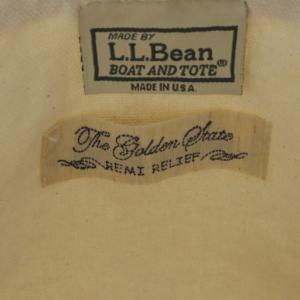 MADE BY
L.L.Bean
BOAT AND TOTE®
MADE IN U.S.A.
The Golden State
REMI RELIEF